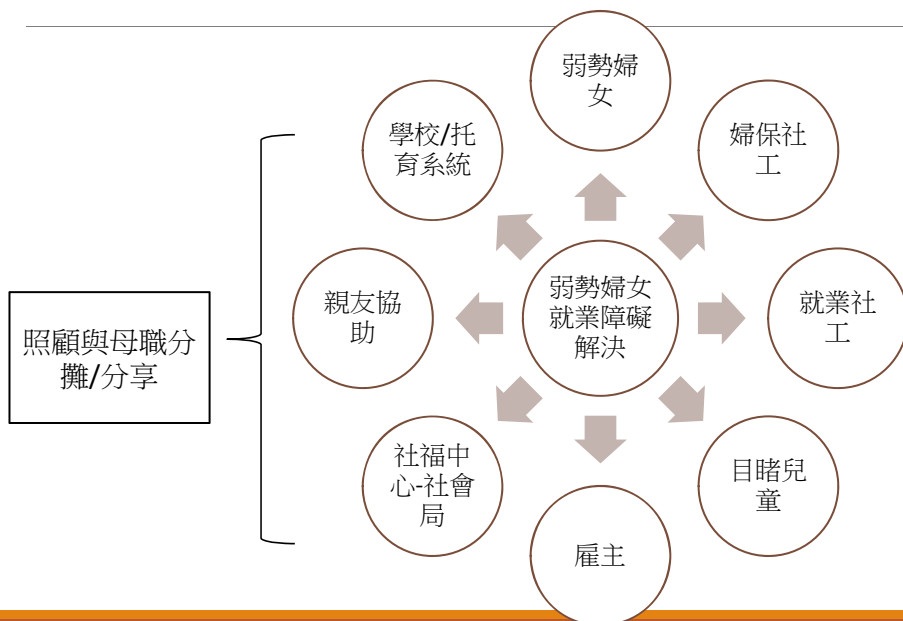 弱勢婦
女
學校/托
育系統
婦保社
工
親友協
助
弱勢婦女
就業障礙
解決
就業社
工
照顧與母職分
攤/分享
社福中
心-社會
局
目睹兒
童
雇主